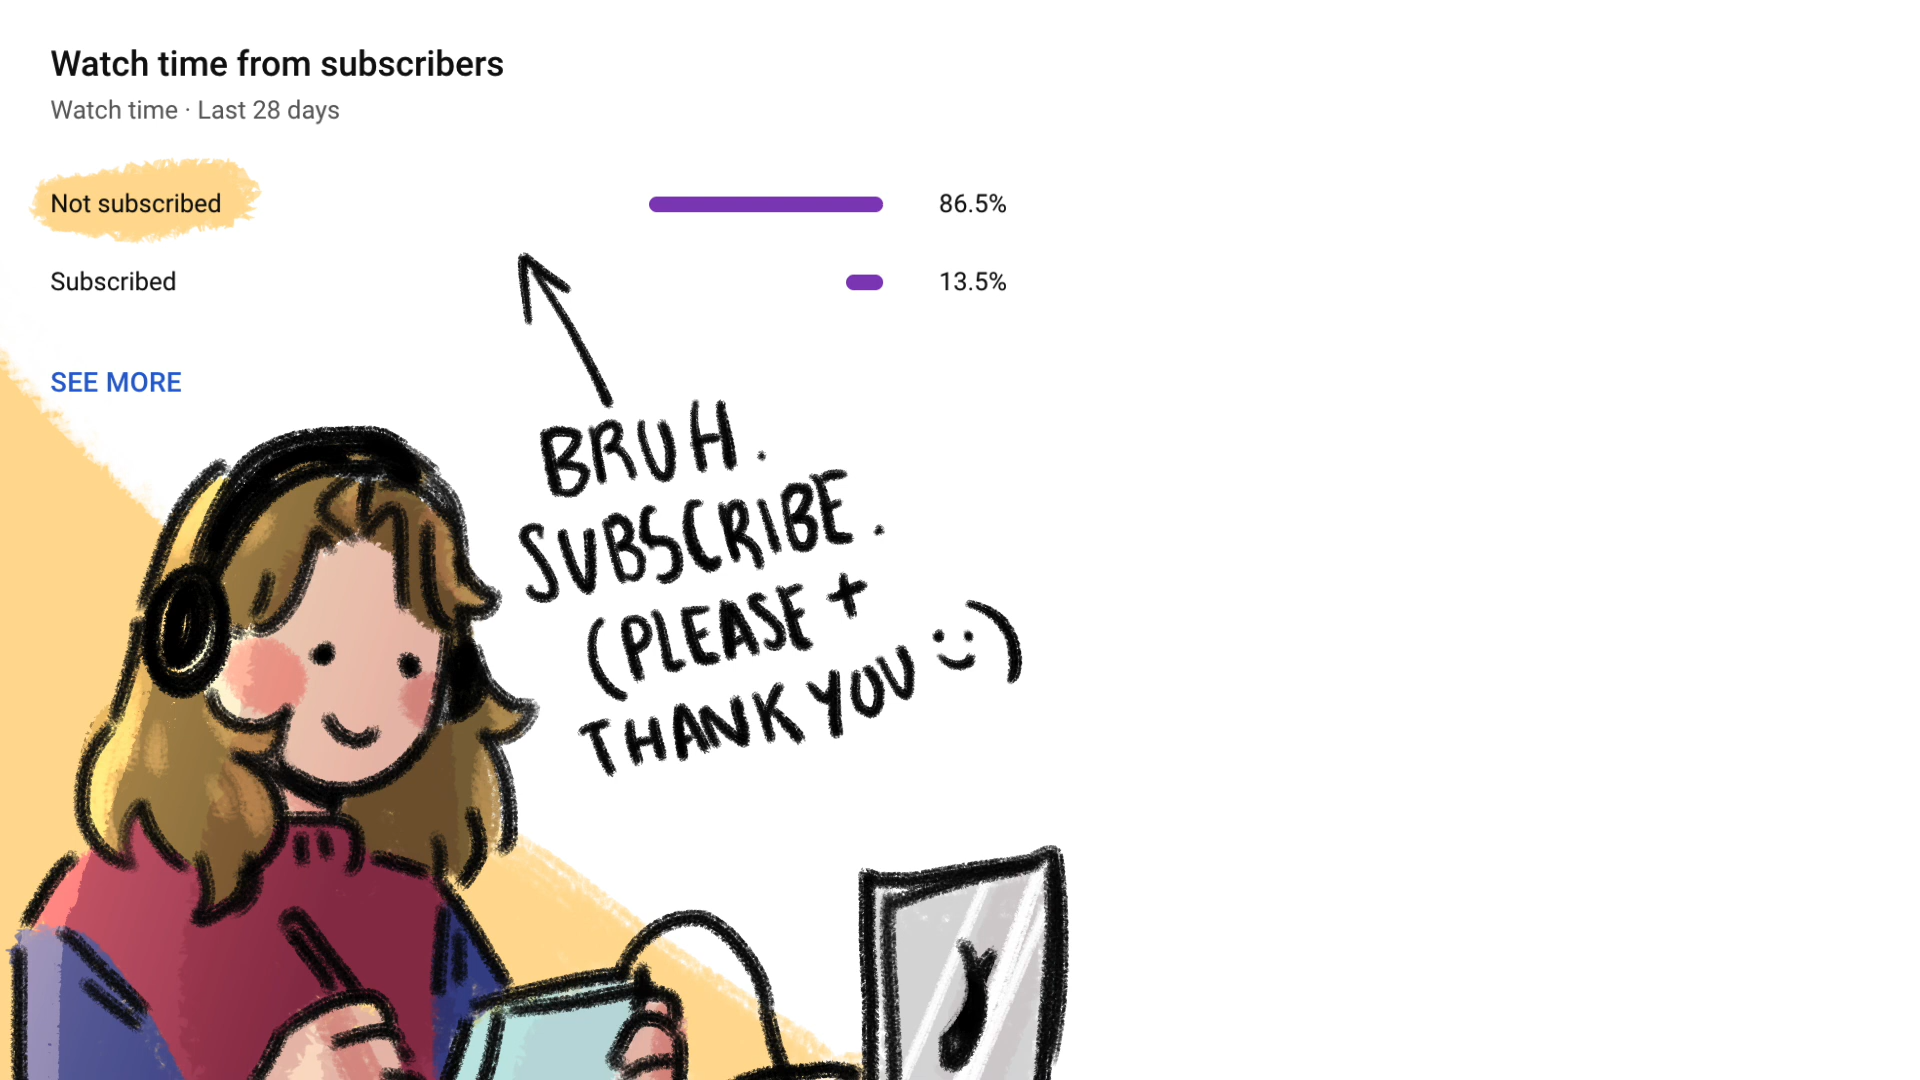 Watch time from subscribers
Watch time · Last 28 days
Not subscribed 86.5%
Subscribed 13.5%
SEE MORE
BRUH.
SUBSCRIBE.
(PLEASE +
THANK YOU :))